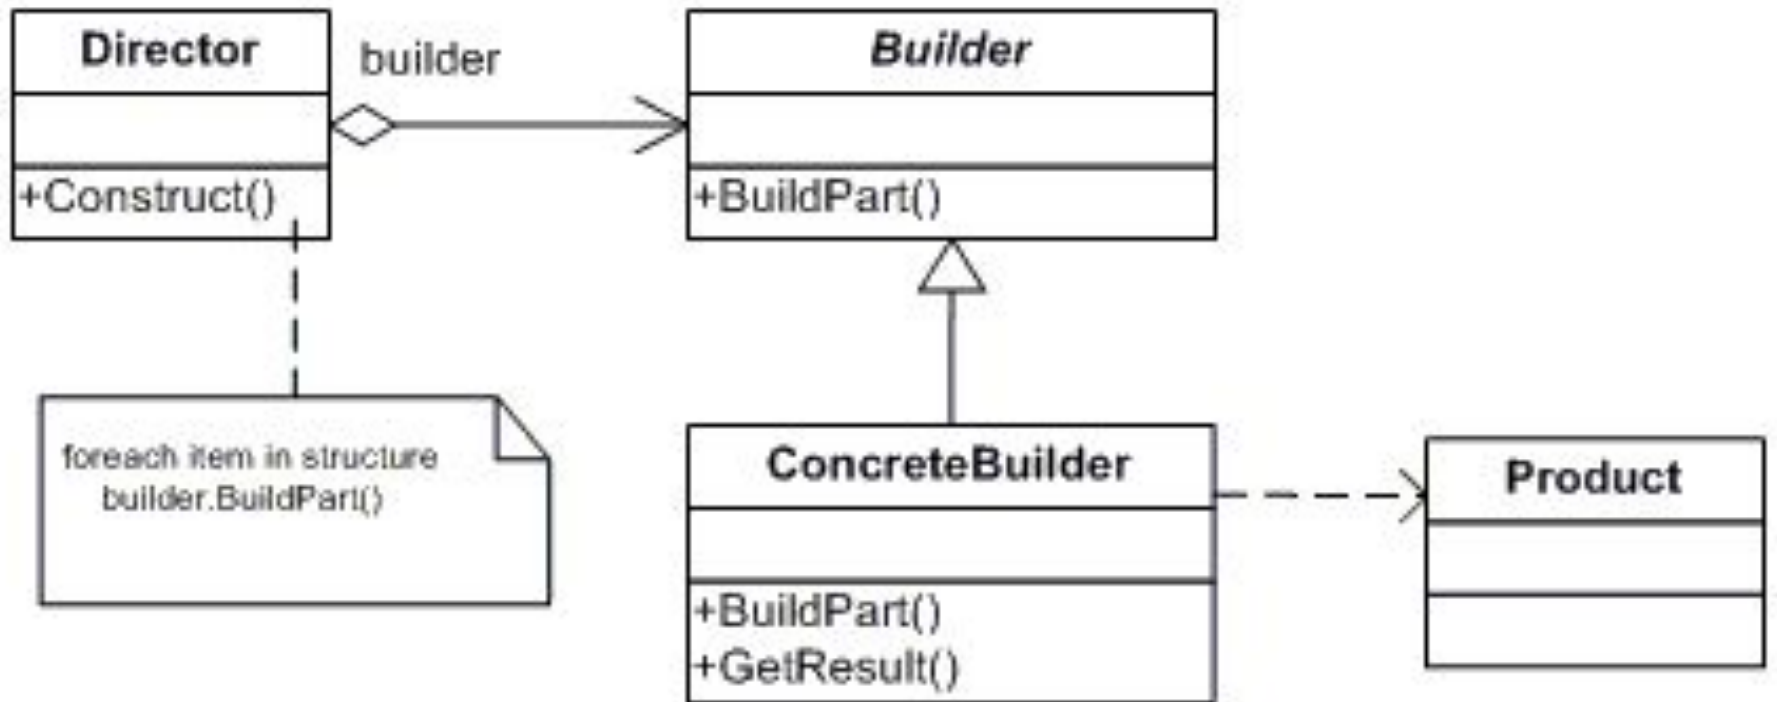 Director
builder
Builder
+Construct()
+BuildPart()
foreach item in structure
builder.BuildPart()
ConcreteBuilder
Product
+BuildPart()
+GetResult()